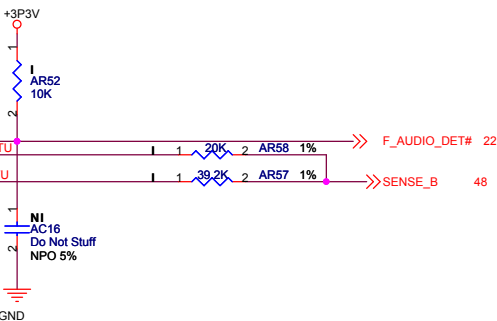 +3P3V
1
I
AR52
10K
2
F_AUDIO_DET# 22
TU
I 1 20K 2 AR58 1%
U
I 1 39.2K 2 AR57 1%
SENSE_B 48
1
NI
AC16
Do Not Stuff
2
NPO 5%
GND